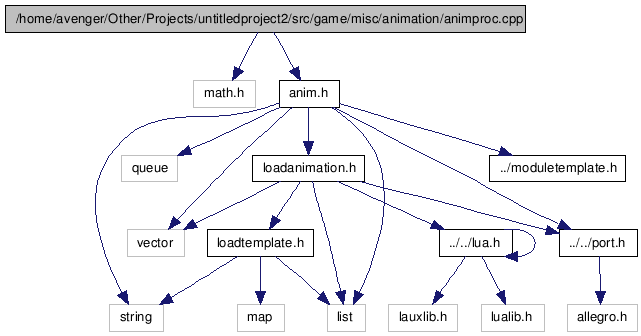 /home/avenger/Other/Projects/untitledproject2/src/game/misc/animation/animproc.cpp
math.h
anim.h
queue
loadanimation.h
../moduletemplate.h
vector
loadtemplate.h
../../lua.h
../../port.h
string
map
list
lauxlib.h
lualib.h
allegro.h